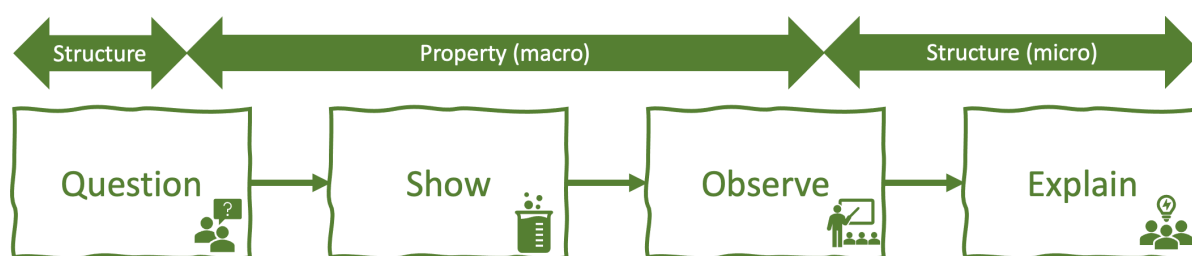 Structure
Property (macro)
Structure (micro)
Question
?
Show
Observe
Explain